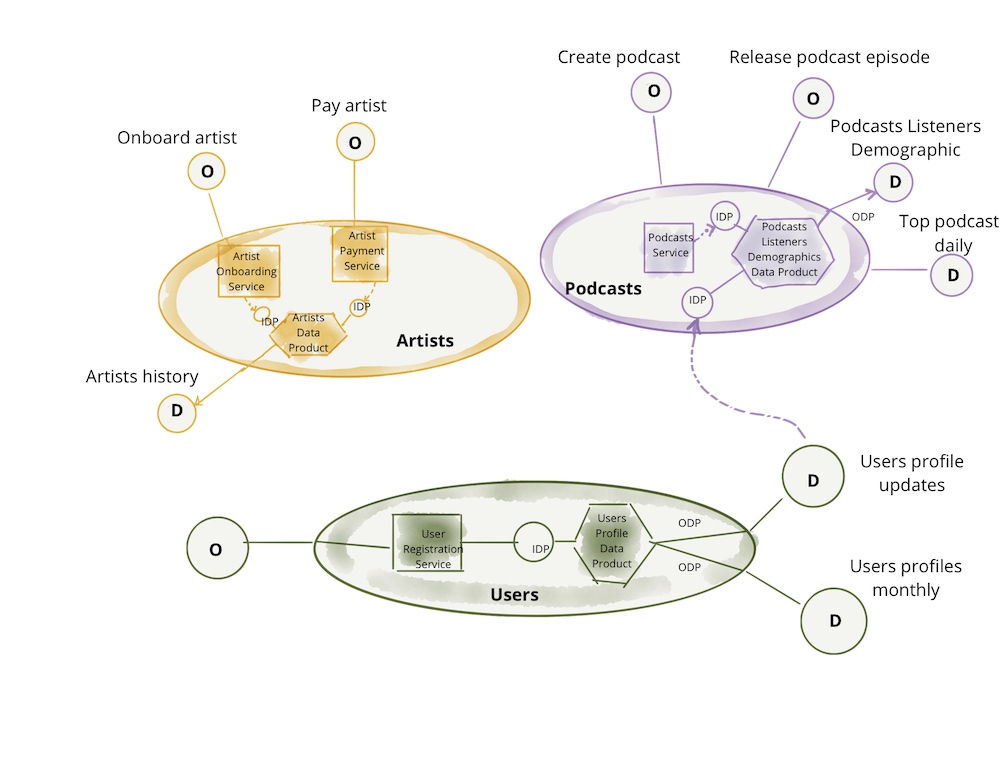 Create podcast
Release podcast episode
O
O
Pay artist
O
Podcasts Listeners
Demographic
D
Onboard artist
O
ODP
Top podcast
daily
D
Artist
Onboarding
Service
Artist
Payment
Service
IDP
IDP
Artists
Data
Product
Artists
Artists history
D
Podcasts
Service
IDP
Podcasts
Listeners
Demographics
Data Product
Podcasts
IDP
Users profile
updates
D
O
User
Registration
Service
IDP
Users
Profile
Data
Product
ODP
ODP
Users
Users profiles
monthly
D